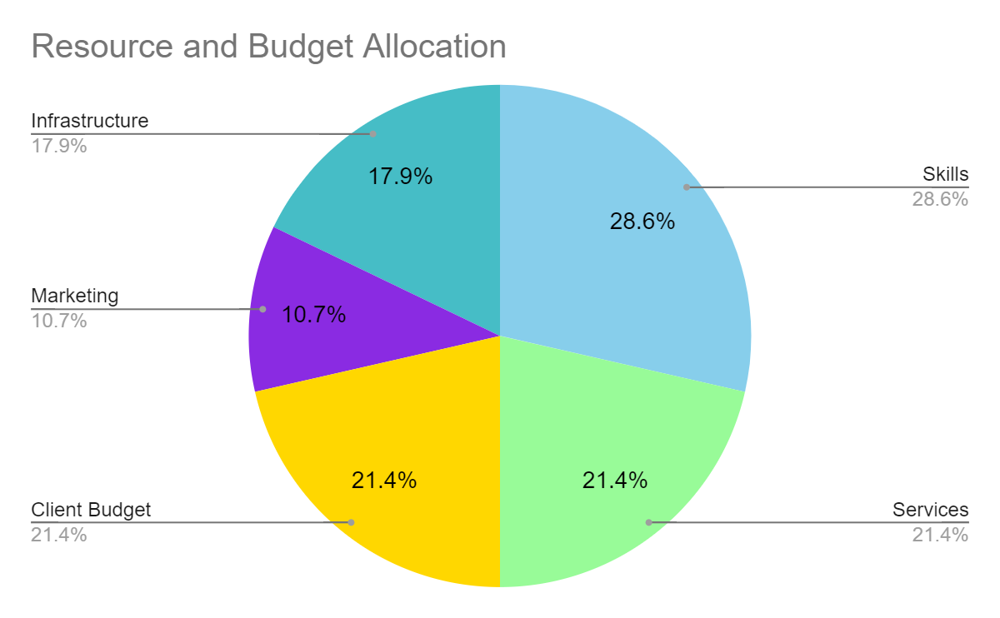 Resource and Budget Allocation
Infrastructure
17.9%
17.9%
Skills
28.6%
28.6%
Marketing
10.7%
10.7%
Client Budget
21.4%
21.4%
21.4%
Services
21.4%